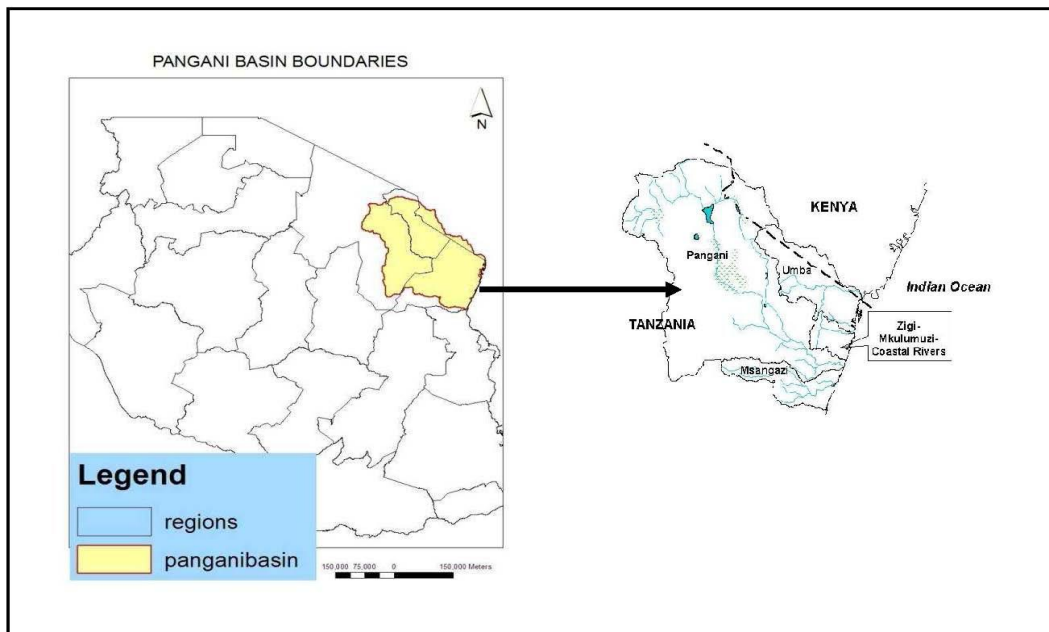 PANGANI BASIN BOUNDARIES
N
KENYA
Pangani
Umba
Indian Ocean
TANZANIA
Zigi-
Mkulumuzi-
Coastal Rivers
Msangazi
Legend
regions
panganibasin
150,000 75,000 0 150,000 Meters